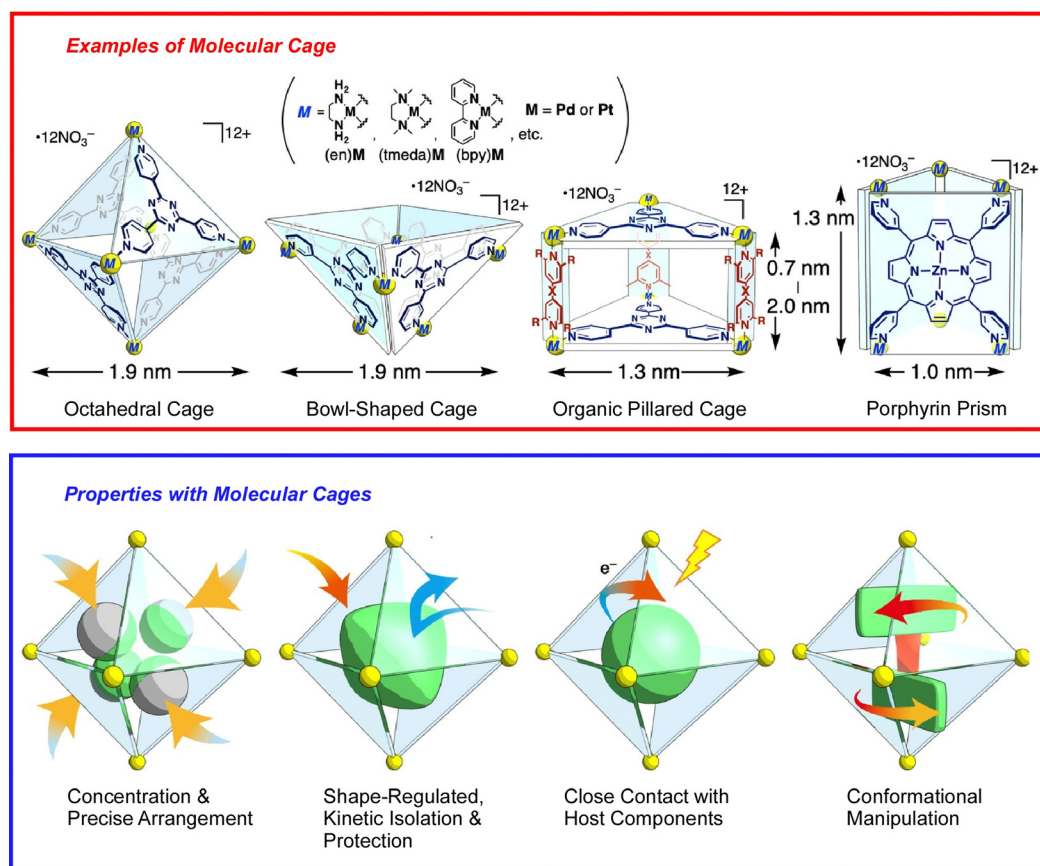 Examples of Molecular Cage
M = NH2 N M NH2 , N M N , N M N , etc. M = Pd or Pt
(en)M (tmeda)M (bpy)M
•12NO3− 12+
•12NO3− 12+
•12NO3− 12+
•12NO3− 12+
M M M M M
M M M M M M
M M M M M M
M M M M M
N N N N N N
R R R R R R R R
X X X
Zn
N N N N
N N N N
0.7 nm
|
2.0 nm
1.3 nm
1.9 nm
1.9 nm
1.3 nm
1.0 nm
Octahedral Cage
Bowl-Shaped Cage
Organic Pillared Cage
Porphyrin Prism
Properties with Molecular Cages
e−
Concentration &
Precise Arrangement
Shape-Regulated,
Kinetic Isolation &
Protection
Close Contact with
Host Components
Conformational
Manipulation